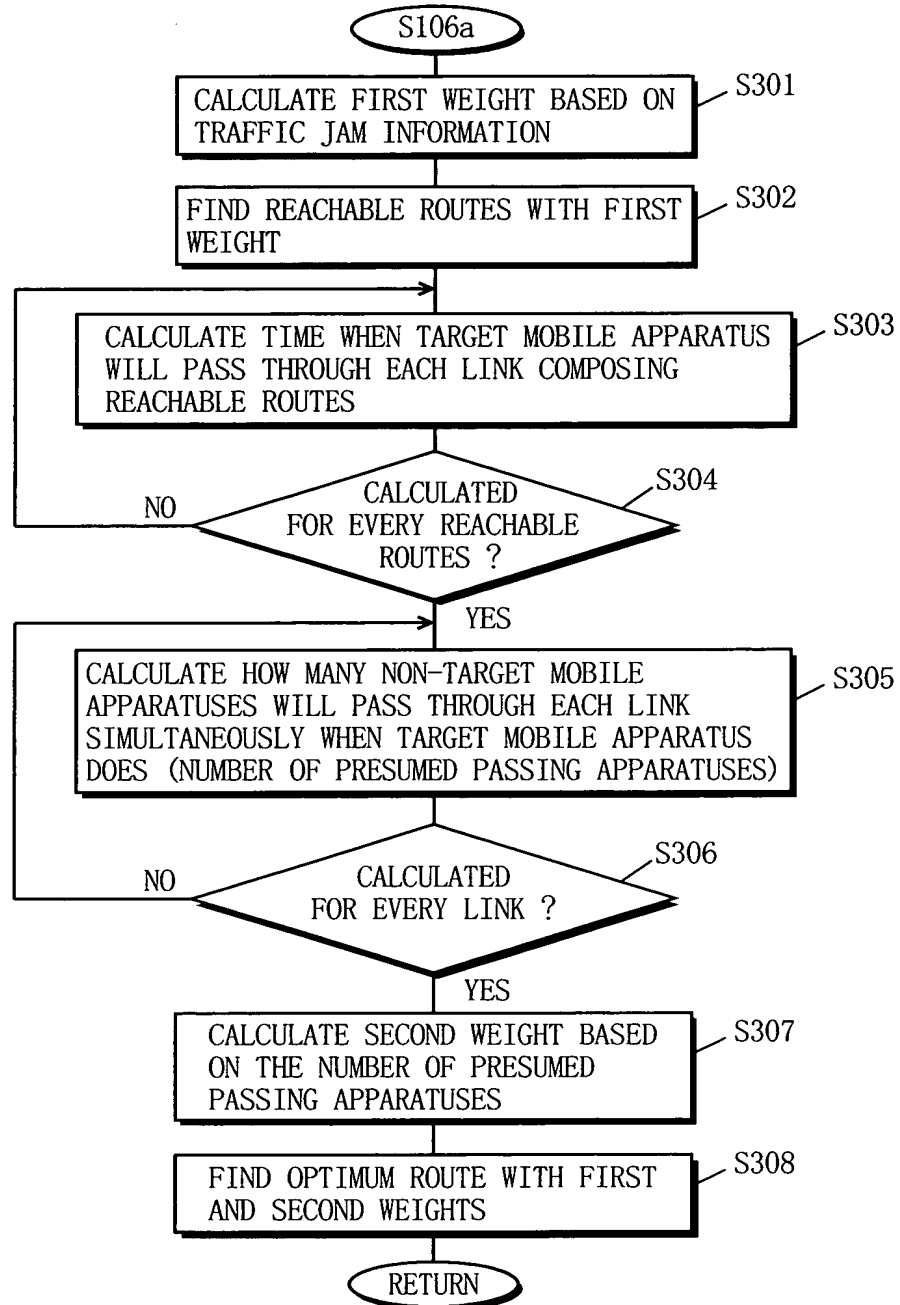 S106a
CALCULATE FIRST WEIGHT BASED ON
TRAFFIC JAM INFORMATION
S301
FIND REACHABLE ROUTES WITH FIRST
WEIGHT
S302
CALCULATE TIME WHEN TARGET MOBILE APPARATUS
WILL PASS THROUGH EACH LINK COMPOSING
REACHABLE ROUTES
S303
CALCULATED
FOR EVERY REACHABLE
ROUTES ?
S304
NO
YES
CALCULATE HOW MANY NON-TARGET MOBILE
APPARATUSES WILL PASS THROUGH EACH LINK
SIMULTANEOUSLY WHEN TARGET MOBILE APPARATUS
DOES (NUMBER OF PRESUMED PASSING APPARATUSES)
S305
CALCULATED
FOR EVERY LINK ?
S306
NO
YES
CALCULATE SECOND WEIGHT BASED
ON THE NUMBER OF PRESUMED
PASSING APPARATUSES
S307
FIND OPTIMUM ROUTE WITH FIRST
AND SECOND WEIGHTS
S308
RETURN